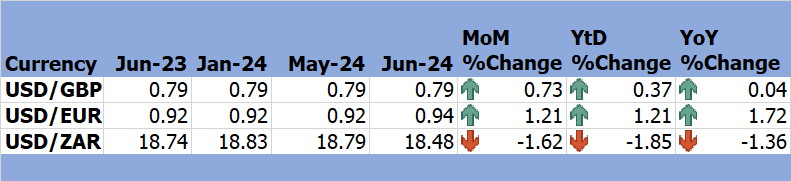 Currency Jun-23 Jan-24 May-24 Jun-24 MoM %Change YtD %Change YoY %Change
USD/GBP 0.79 0.79 0.79 0.79 0.73 0.37 0.04
USD/EUR 0.92 0.92 0.92 0.94 1.21 1.21 1.72
USD/ZAR 18.74 18.83 18.79 18.48 -1.62 -1.85 -1.36